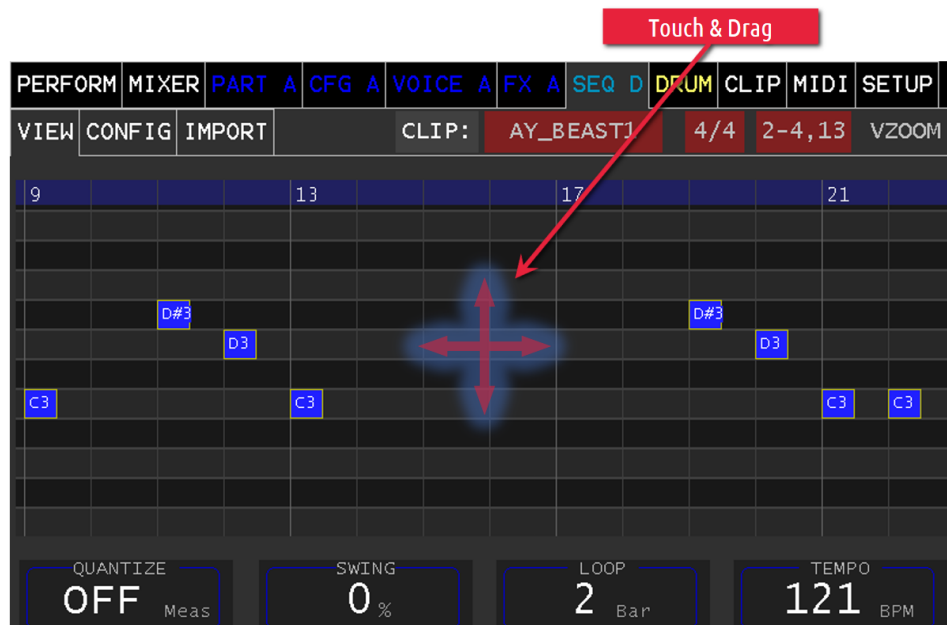 Touch & Drag
PERFORM MIXER PART A CFG A VOICE A FX A SEQ D DRUM CLIP MIDI SETUP
VIEW CONFIG IMPORT CLIP: AY_BEAST1 4/4 2-4,13 VZOOM
9 13 17 21
D#3 D#3
D3 D3
C3 C3 C3 C3
QUANTIZE SWING LOOP TEMPO
OFF Meas 0 % 2 Bar 121 BPM